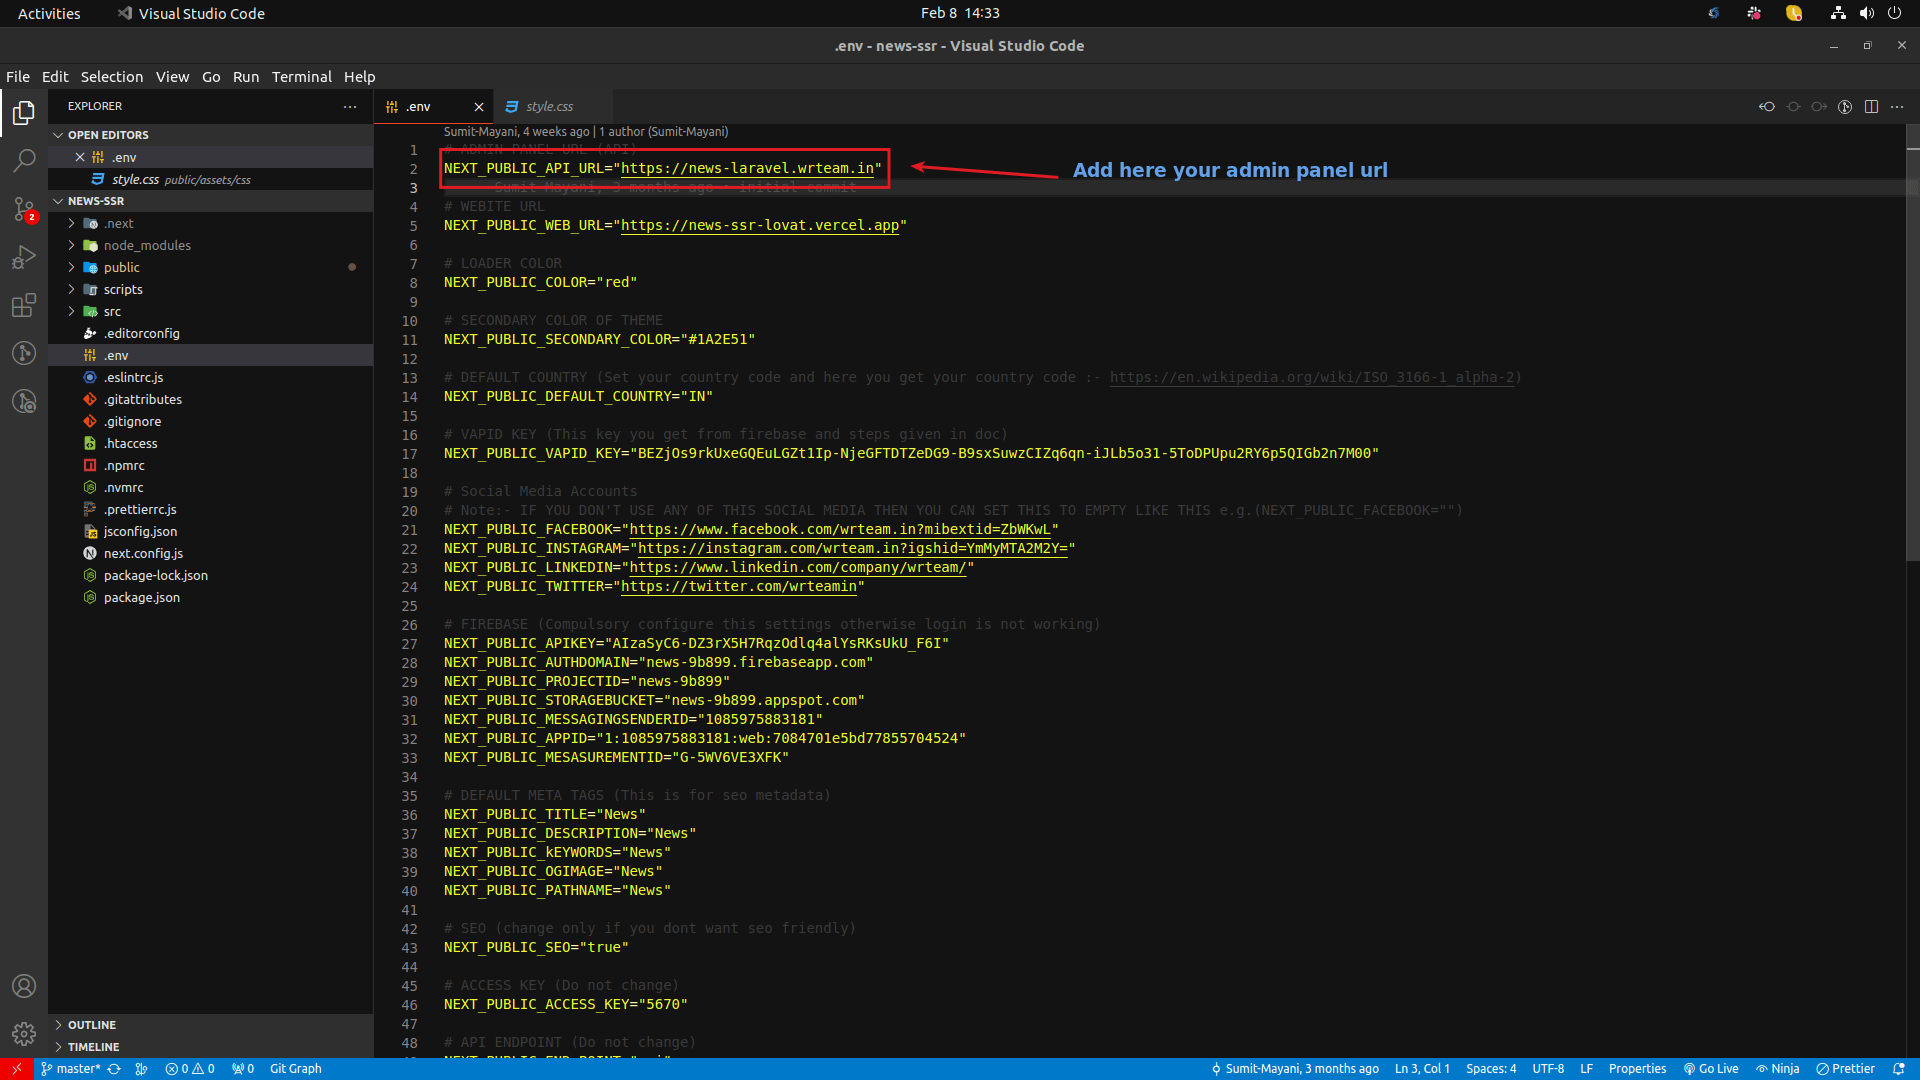 Activities
Visual Studio Code
Feb 8 14:33
.env - news-ssr - Visual Studio Code
File Edit Selection View Go Run Terminal Help
EXPLORER
.env
style.css
OPEN EDITORS
.env
style.css public/assets/css
NEWS-SSR
.next
node_modules
public
scripts
src
.editorconfig
.env
.eslintrc.js
.gitattributes
.gitignore
.htaccess
.npmrc
.nvmrc
.prettierrc.js
jsconfig.json
next.config.js
package-lock.json
package.json
OUTLINE
TIMELINE
2
Sumit-Mayani, 4 weeks ago | 1 author (Sumit-Mayani)
1 # ADMIN PANEL URL (API)
2 NEXT_PUBLIC_API_URL="https://news-laravel.wrteam.in"
Add here your admin panel url
3 Sumit-Mayani, 3 months ago • initial commit
4 # WEBITE URL
5 NEXT_PUBLIC_WEB_URL="https://news-ssr-lovat.vercel.app"
6
7 # LOADER COLOR
8 NEXT_PUBLIC_COLOR="red"
9
10 # SECONDARY COLOR OF THEME
11 NEXT_PUBLIC_SECONDARY_COLOR="#1A2E51"
12
13 # DEFAULT COUNTRY (Set your country code and here you get your country code :- https://en.wikipedia.org/wiki/ISO_3166-1_alpha-2)
14 NEXT_PUBLIC_DEFAULT_COUNTRY="IN"
15
16 # VAPID KEY (This key you get from firebase and steps given in doc)
17 NEXT_PUBLIC_VAPID_KEY="BEZjOs9rkUxeGQEuLGZt1Ip-NjeGFTDTZeDG9-B9sxSuwzCIZq6qn-iJLb5o31-5ToDPUpu2RY6p5QIGb2n7M00"
18
19 # Social Media Accounts
20 # Note:- IF YOU DON'T USE ANY OF THIS SOCIAL MEDIA THEN YOU CAN SET THIS TO EMPTY LIKE THIS e.g.(NEXT_PUBLIC_FACEBOOK="")
21 NEXT_PUBLIC_FACEBOOK="https://www.facebook.com/wrteam.in?mibextid=ZbWKwL"
22 NEXT_PUBLIC_INSTAGRAM="https://instagram.com/wrteam.in?igshid=YmMyMTA2M2Y="
23 NEXT_PUBLIC_LINKEDIN="https://www.linkedin.com/company/wrteam/"
24 NEXT_PUBLIC_TWITTER="https://twitter.com/wrteamin"
25
26 # FIREBASE (Compulsory configure this settings otherwise login is not working)
27 NEXT_PUBLIC_APIKEY="AIzaSyC6-DZ3rX5H7RqzOdlq4alYsRKsUkU_F6I"
28 NEXT_PUBLIC_AUTHDOMAIN="news-9b899.firebaseapp.com"
29 NEXT_PUBLIC_PROJECTID="news-9b899"
30 NEXT_PUBLIC_STORAGEBUCKET="news-9b899.appspot.com"
31 NEXT_PUBLIC_MESSAGINGSENDERID="1085975883181"
32 NEXT_PUBLIC_APPID="1:1085975883181:web:7084701e5bd77855704524"
33 NEXT_PUBLIC_MESASUREMENTID="G-5WV6VE3XFK"
34
35 # DEFAULT META TAGS (This is for seo metadata)
36 NEXT_PUBLIC_TITLE="News"
37 NEXT_PUBLIC_DESCRIPTION="News"
38 NEXT_PUBLIC_kEYWORDS="News"
39 NEXT_PUBLIC_OGIMAGE="News"
40 NEXT_PUBLIC_PATHNAME="News"
41
42 # SEO (change only if you dont want seo friendly)
43 NEXT_PUBLIC_SEO="true"
44
45 # ACCESS KEY (Do not change)
46 NEXT_PUBLIC_ACCESS_KEY="5670"
47
48 # API ENDPOINT (Do not change)
master* 0 0 0 Git Graph
Sumit-Mayani, 3 months ago Ln 3, Col 1 Spaces: 4 UTF-8 LF Properties Go Live Ninja Prettier